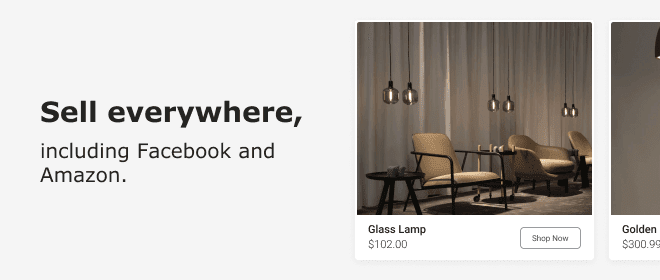 Sell everywhere,
including Facebook and
Amazon.
Glass Lamp
$102.00
Shop Now
Golden
$300.99